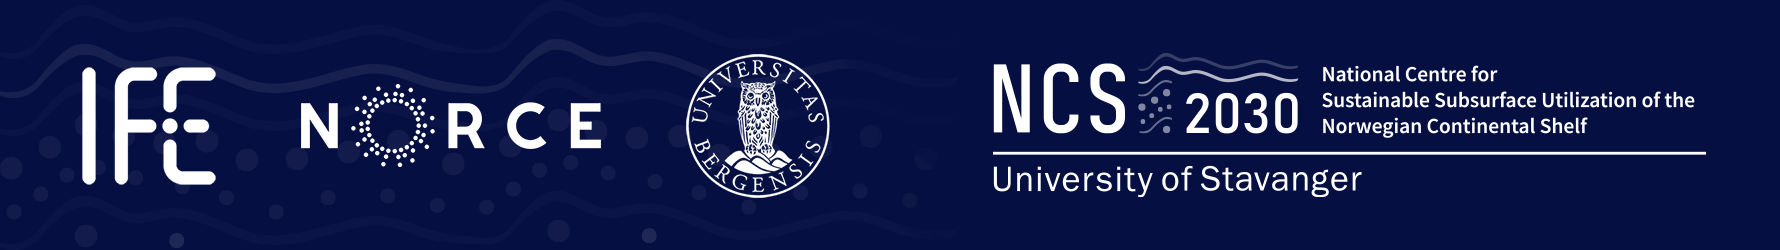 IFE
NORCE
UNIVERSITAS
BERGENSIS
NCS
2030
National Centre for
Sustainable Subsurface Utilization of the
Norwegian Continental Shelf
University of Stavanger